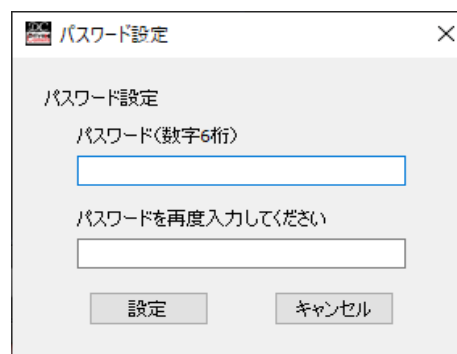 パスワード設定
パスワード設定
パスワード(数字6桁)
パスワードを再度入力してください
設定
キャンセル